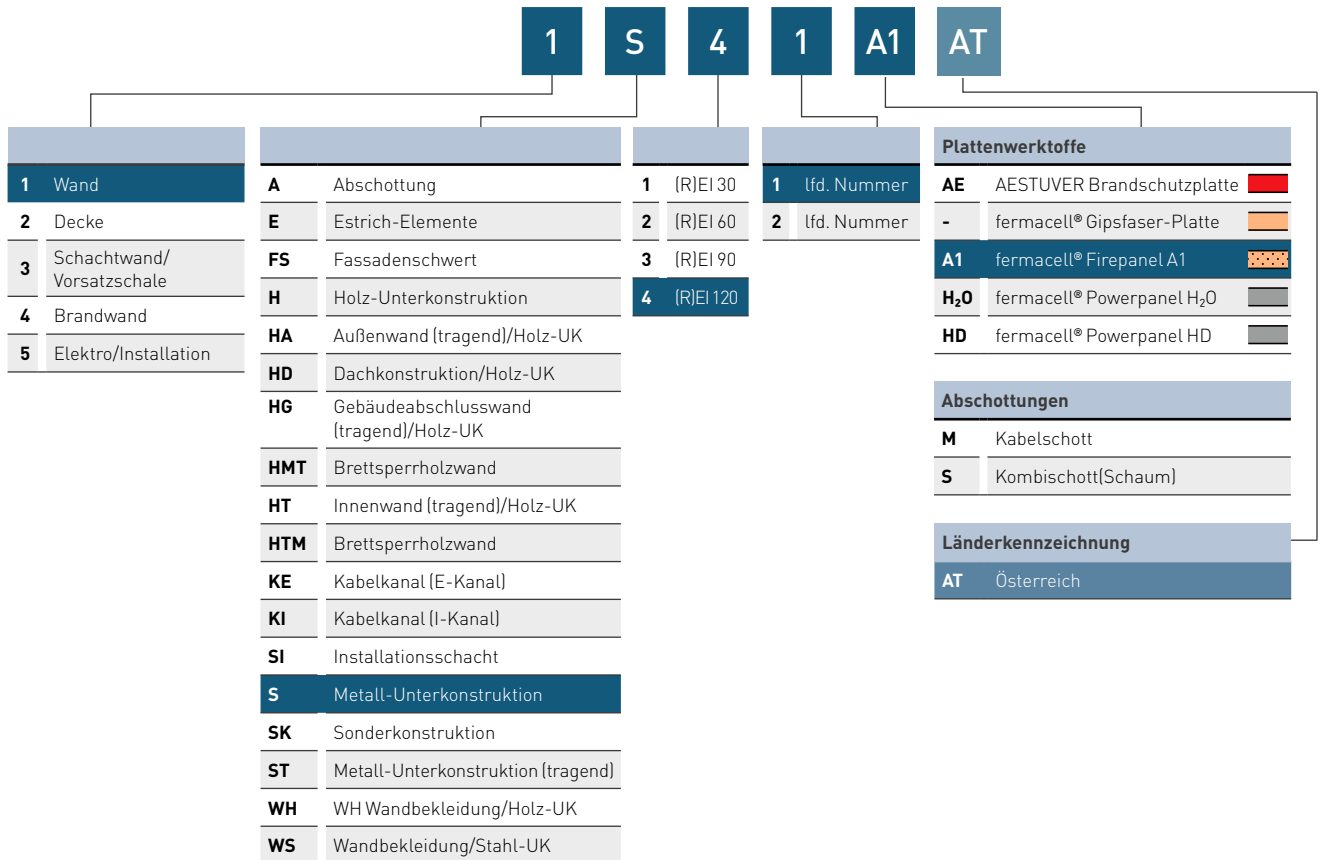 1 S 4 1 A1 AT
1 Wand
2 Decke
3 Schachtwand/
Vorsatzschale
4 Brandwand
5 Elektro/Installation
A Abschottung
E Estrich-Elemente
FS Fassadenschwert
H Holz-Unterkonstruktion
HA Außenwand (tragend)/Holz-UK
HD Dachkonstruktion/Holz-UK
HG Gebäudeabschlusswand
(tragend)/Holz-UK
HMT Brettsperrholzwand
HT Innenwand (tragend)/Holz-UK
HTM Brettsperrholzwand
KE Kabelkanal (E-Kanal)
KI Kabelkanal (I-Kanal)
SI Installationsschacht
S Metall-Unterkonstruktion
SK Sonderkonstruktion
ST Metall-Unterkonstruktion (tragend)
WH WH Wandbekleidung/Holz-UK
WS Wandbekleidung/Stahl-UK
1 (R)EI 30
2 (R)EI 60
3 (R)EI 90
4 (R)EI 120
1 lfd. Nummer
2 lfd. Nummer
Plattenwerktoffe
AE AESTUVER Brandschutzplatte
- fermacell® Gipsfaser-Platte
A1 fermacell® Firepanel A1
H₂O fermacell® Powerpanel H₂O
HD fermacell® Powerpanel HD
Abschottungen
M Kabelschott
S Kombischott(Schaum)
Länderkennzeichnung
AT Österreich